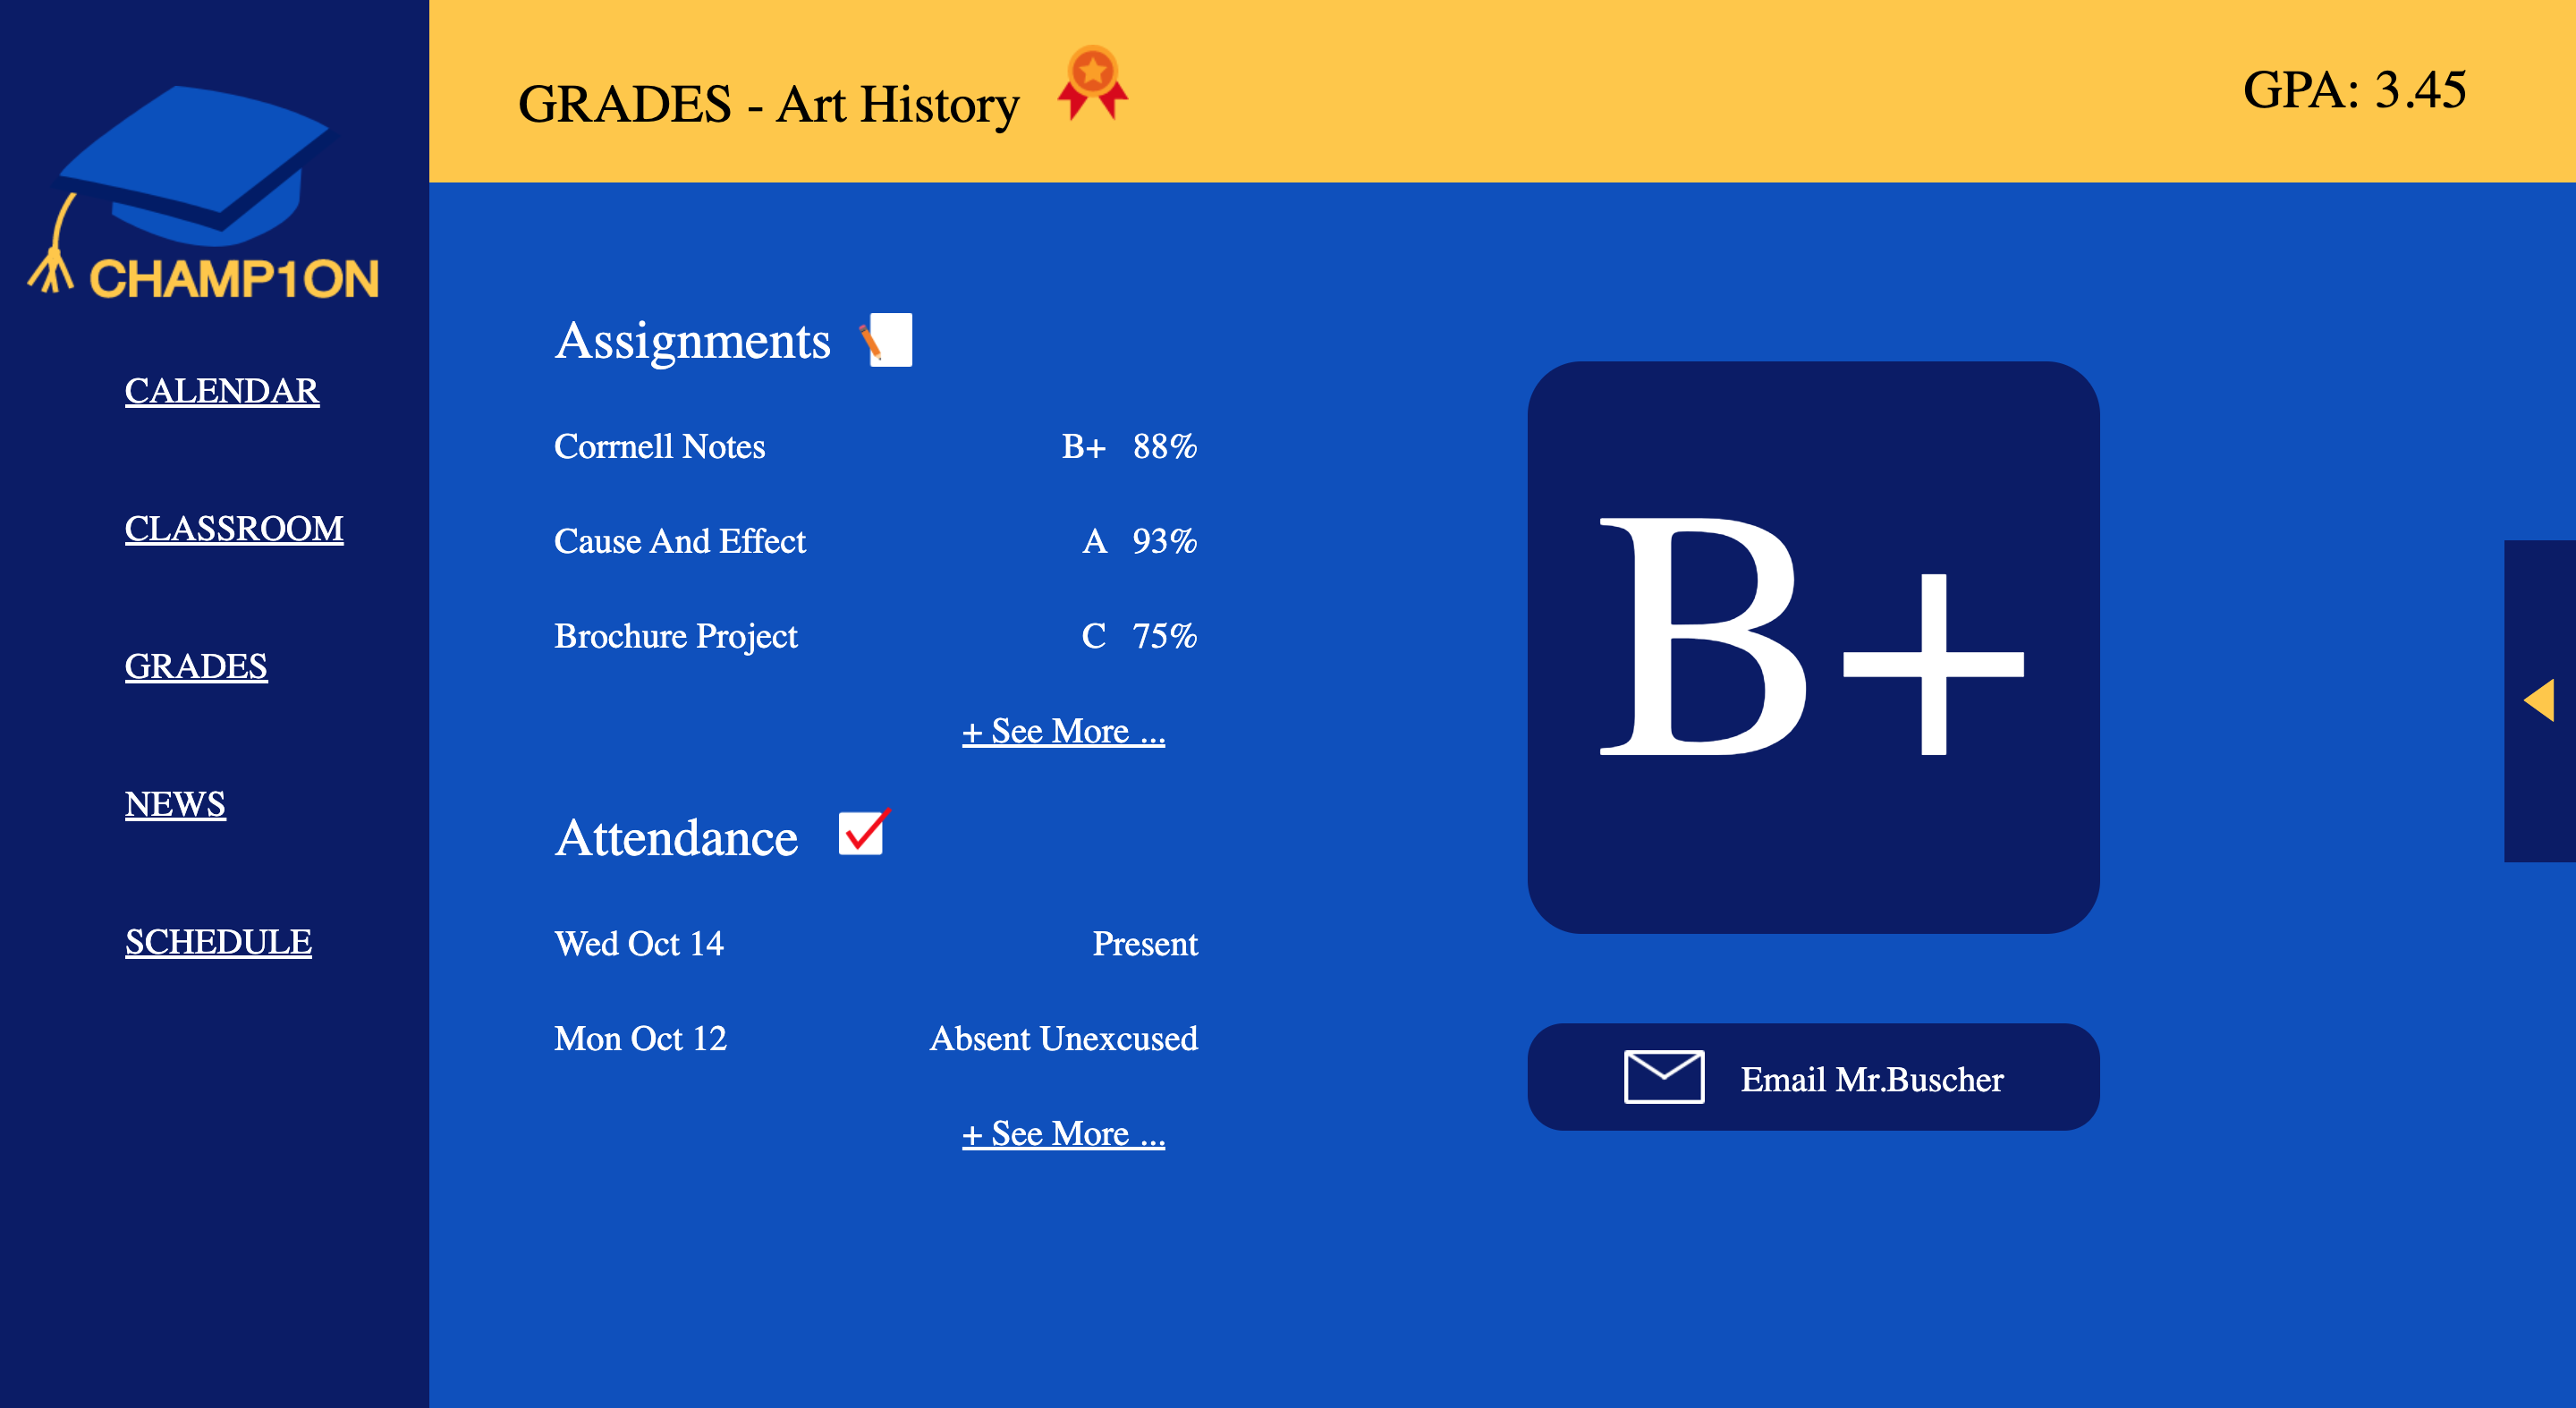 CHAMP1ON
CALENDAR
CLASSROOM
GRADES
NEWS
SCHEDULE
GRADES - Art History
GPA: 3.45
Assignments
Corrnell Notes B+ 88%
Cause And Effect A 93%
Brochure Project C 75%
+ See More ...
Attendance
Wed Oct 14 Present
Mon Oct 12 Absent Unexcused
+ See More ...
B+
Email Mr.Buscher